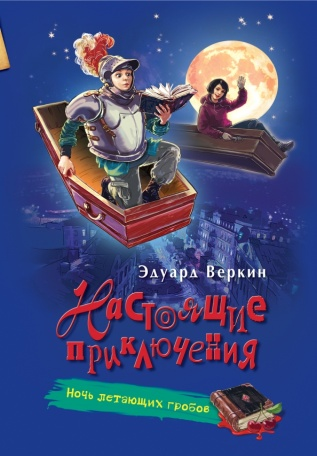 Эдуард Веркин
Настоящие
приключения
Ночь летающих гробов